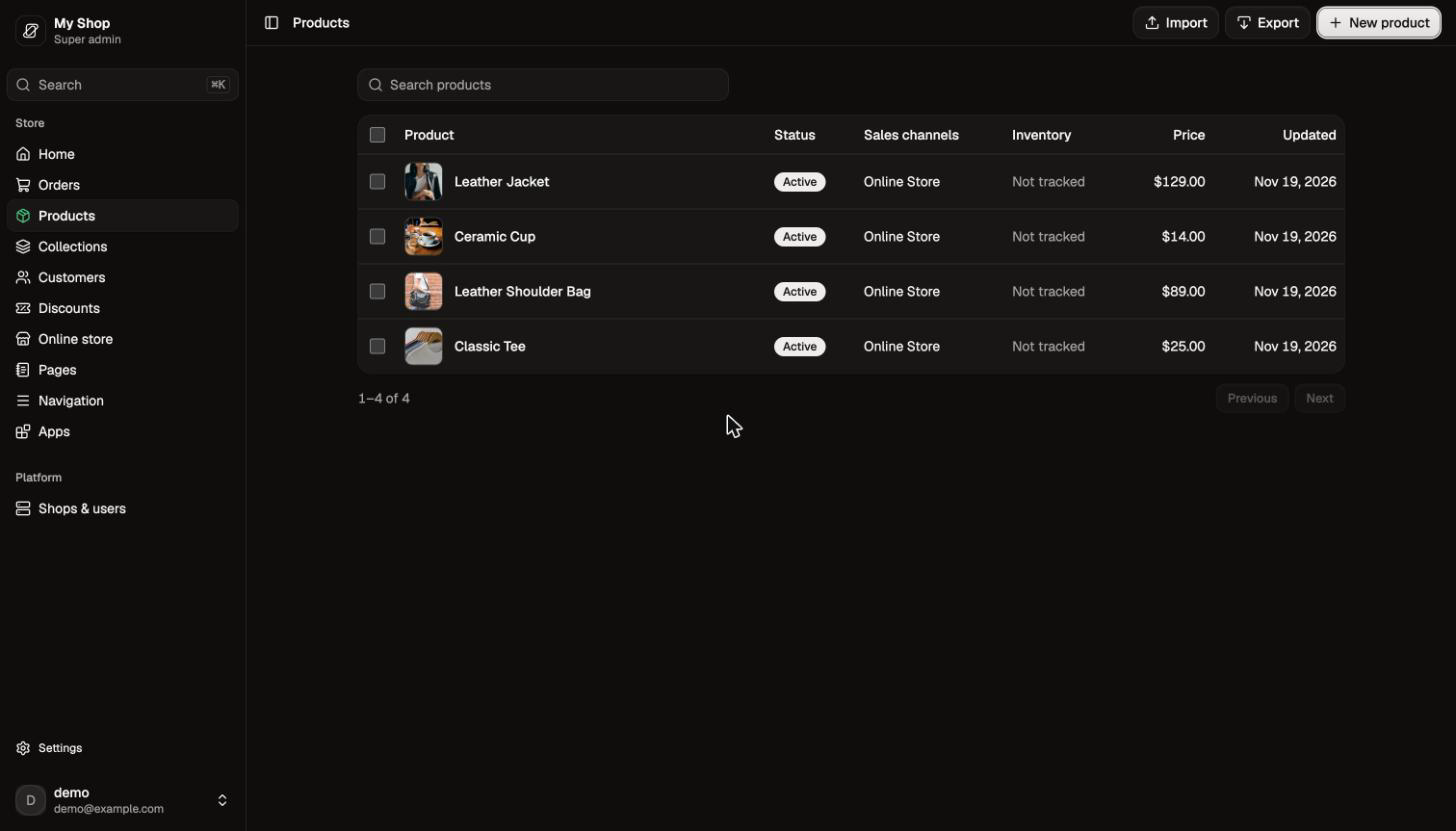 My Shop
Super admin
Search ⌘K
Store
Home
Orders
Products
Collections
Customers
Discounts
Online store
Pages
Navigation
Apps
Platform
Shops & users
Settings
D
demo
demo@example.com
Products
Import
Export
New product
Search products
Product Status Sales channels Inventory Price Updated
Leather Jacket Active Online Store Not tracked $129.00 Nov 19, 2026
Ceramic Cup Active Online Store Not tracked $14.00 Nov 19, 2026
Leather Shoulder Bag Active Online Store Not tracked $89.00 Nov 19, 2026
Classic Tee Active Online Store Not tracked $25.00 Nov 19, 2026
1–4 of 4
Previous
Next